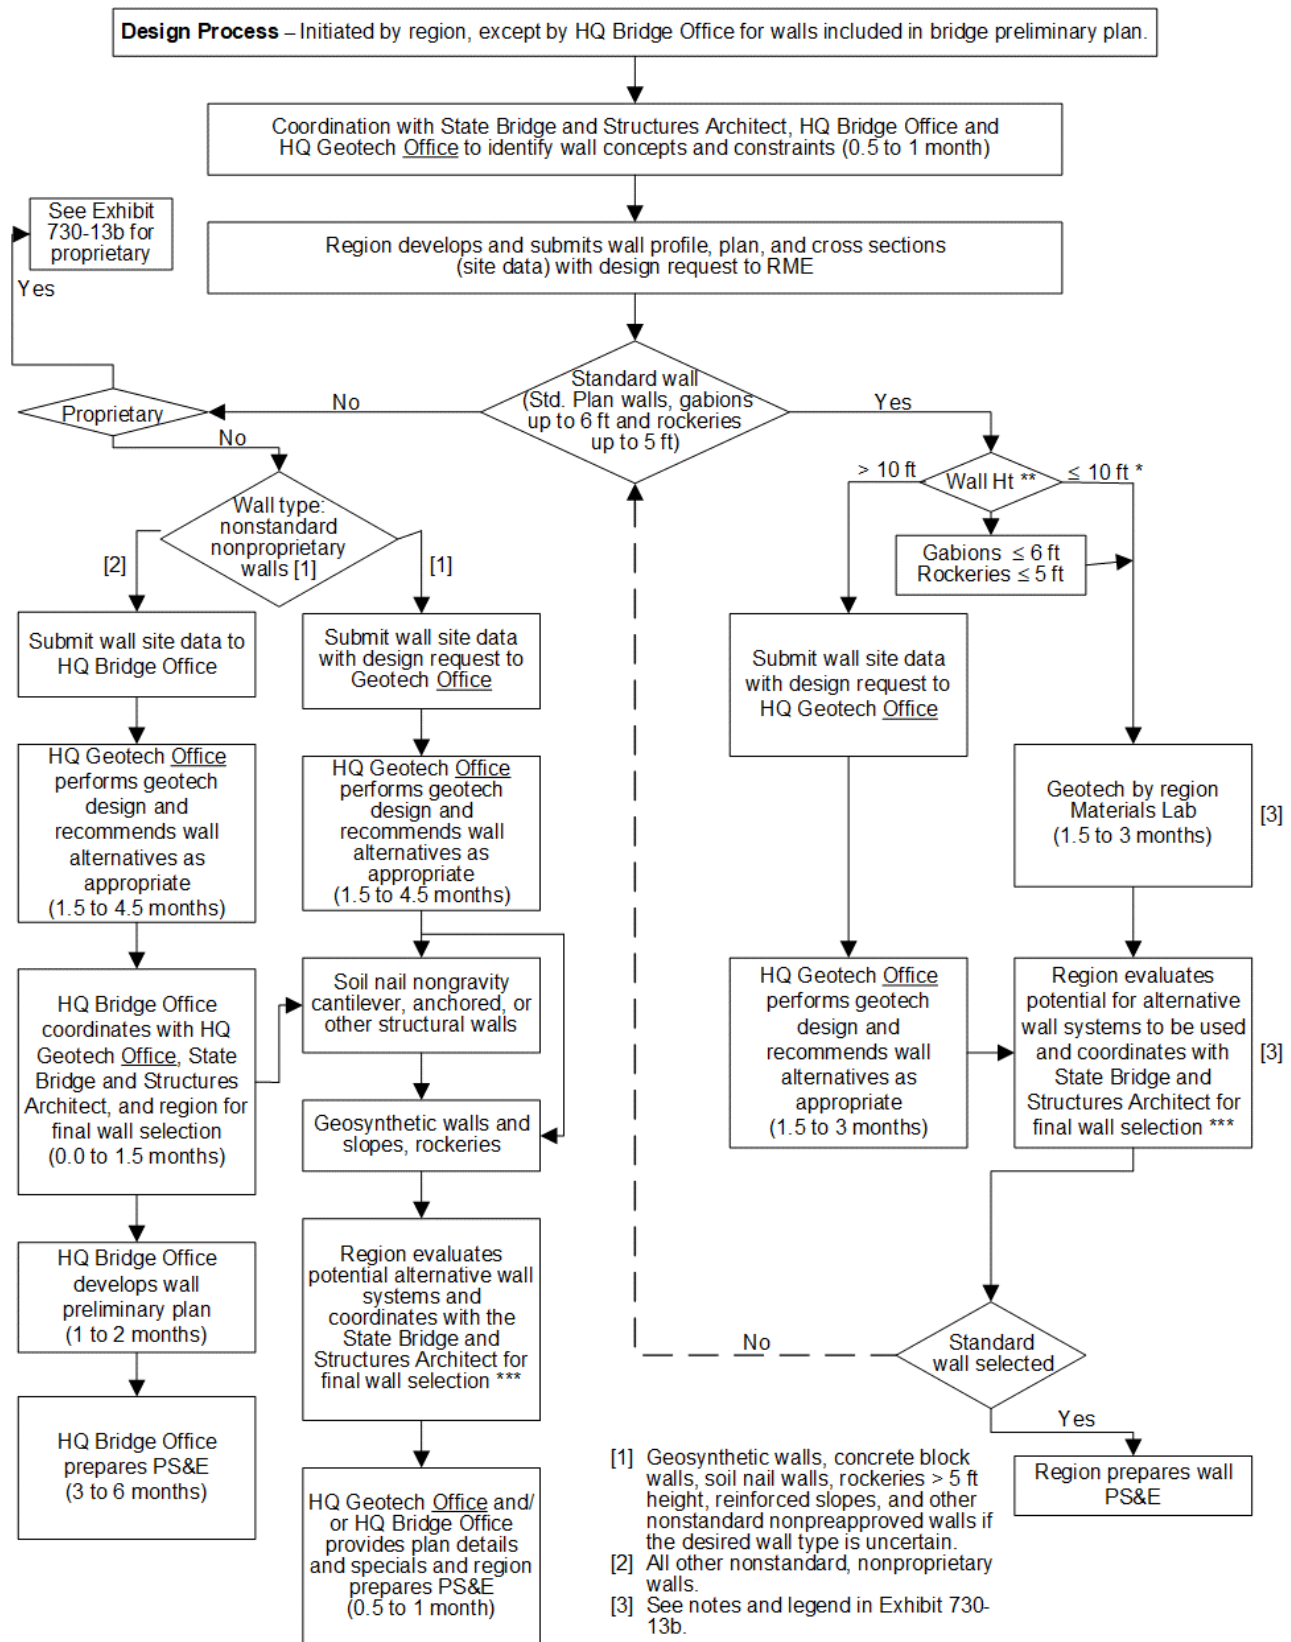 Design Process – Initiated by region, except by HQ Bridge Office for walls included in bridge preliminary plan.
Coordination with State Bridge and Structures Architect, HQ Bridge Office and
HQ Geotech Office to identify wall concepts and constraints (0.5 to 1 month)
See Exhibit
730-13b for
proprietary
Yes
Region develops and submits wall profile, plan, and cross sections
(site data) with design request to RME
Standard wall
(Std. Plan walls, gabions
up to 6 ft and rockeries
up to 5 ft)
No
Yes
Proprietary
No
Wall Ht **
> 10 ft
≤ 10 ft *
Gabions ≤ 6 ft
Rockeries ≤ 5 ft
Wall type:
nonstandard
nonproprietary
walls [1]
[2]
[1]
Submit wall site data to
HQ Bridge Office
Submit wall site data
with design request to
Geotech Office
Submit wall site data
with design request to
HQ Geotech Office
HQ Geotech Office
performs geotech
design and
recommends wall
alternatives as
appropriate
(1.5 to 4.5 months)
HQ Geotech Office
performs geotech
design and
recommends wall
alternatives as
appropriate
(1.5 to 4.5 months)
Geotech by region
Materials Lab
(1.5 to 3 months)
[3]
HQ Bridge Office
coordinates with HQ
Geotech Office, State
Bridge and Structures
Architect, and region for
final wall selection
(0.0 to 1.5 months)
Soil nail nongravity
cantilever, anchored, or
other structural walls
Geosynthetic walls and
slopes, rockeries
HQ Geotech Office
performs geotech
design and
recommends wall
alternatives as
appropriate
(1.5 to 3 months)
Region evaluates
potential for alternative
wall systems to be used
and coordinates with
State Bridge and
Structures Architect for
final wall selection ***
[3]
HQ Bridge Office
develops wall
preliminary plan
(1 to 2 months)
Region evaluates
potential alternative wall
systems and
coordinates with the
State Bridge and
Structures Architect for
final wall selection ***
No
Standard
wall selected
Yes
HQ Bridge Office
prepares PS&E
(3 to 6 months)
HQ Geotech Office and/
or HQ Bridge Office
provides plan details
and specials and region
prepares PS&E
(0.5 to 1 month)
Region prepares wall
PS&E
[1] Geosynthetic walls, concrete block
walls, soil nail walls, rockeries > 5 ft
height, reinforced slopes, and other
nonstandard nonpreapproved walls if
the desired wall type is uncertain.
[2] All other nonstandard, nonproprietary
walls.
[3] See notes and legend in Exhibit 730-
13b.